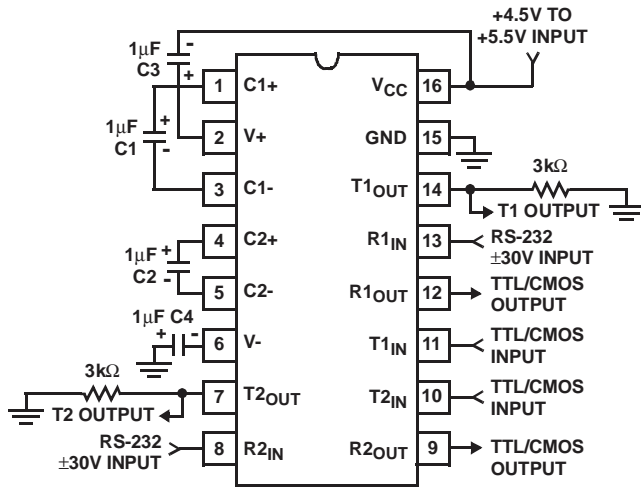 +4.5V TO
+5.5V INPUT
1µF
C3
-
+
1 C1+
VCC 16
1µF
C1
+
-
2 V+
GND 15
3 C1-
T1OUT 14
3kΩ
T1 OUTPUT
4 C2+
R1IN 13
RS-232
±30V INPUT
1µF
C2
+
-
5 C2-
R1OUT 12
TTL/CMOS
OUTPUT
1µF C4
+
-
6 V-
T1IN 11
TTL/CMOS
INPUT
3kΩ
T2 OUTPUT
7 T2OUT
T2IN 10
TTL/CMOS
INPUT
RS-232
±30V INPUT
8 R2IN
R2OUT 9
TTL/CMOS
OUTPUT